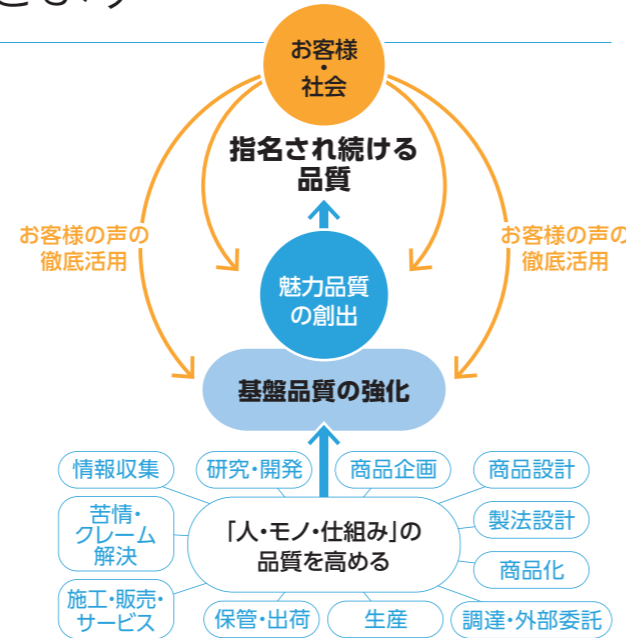 お客様
・
社会
指名され続ける
品質
お客様の声の
徹底活用
お客様の声の
徹底活用
魅力品質
の創出
基盤品質の強化
情報収集
研究・開発
商品企画
商品設計
苦情・
クレーム
解決
「人・モノ・仕組み」の
品質を高める
製法設計
商品化
施工・販売・
サービス
保管・出荷
生産
調達・外部委託